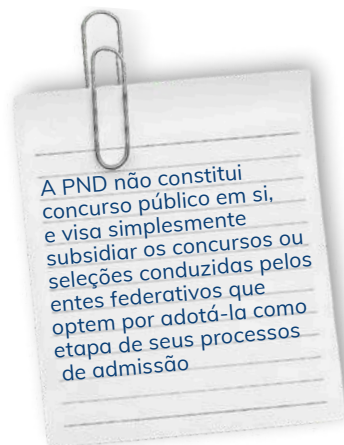 A PND não constitui
concurso público em si,
e visa simplesmente
subsidiar os concursos ou
seleções conduzidas pelos
entes federativos que
optem por adotá-la como
etapa de seus processos
de admissão